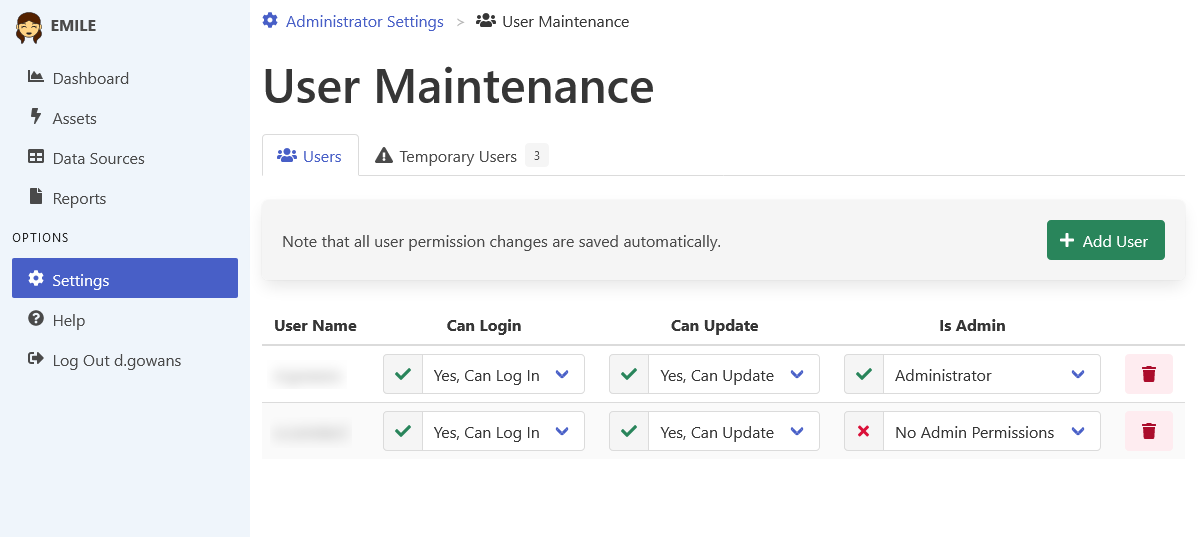 EMILE
Dashboard
Assets
Data Sources
Reports
OPTIONS
Settings
Help
Log Out d.gowans
Administrator Settings > User Maintenance
User Maintenance
Users
Temporary Users 3
Note that all user permission changes are saved automatically.
Add User
User Name Can Login Can Update Is Admin
Yes, Can Log In Yes, Can Update Administrator
Yes, Can Log In Yes, Can Update No Admin Permissions